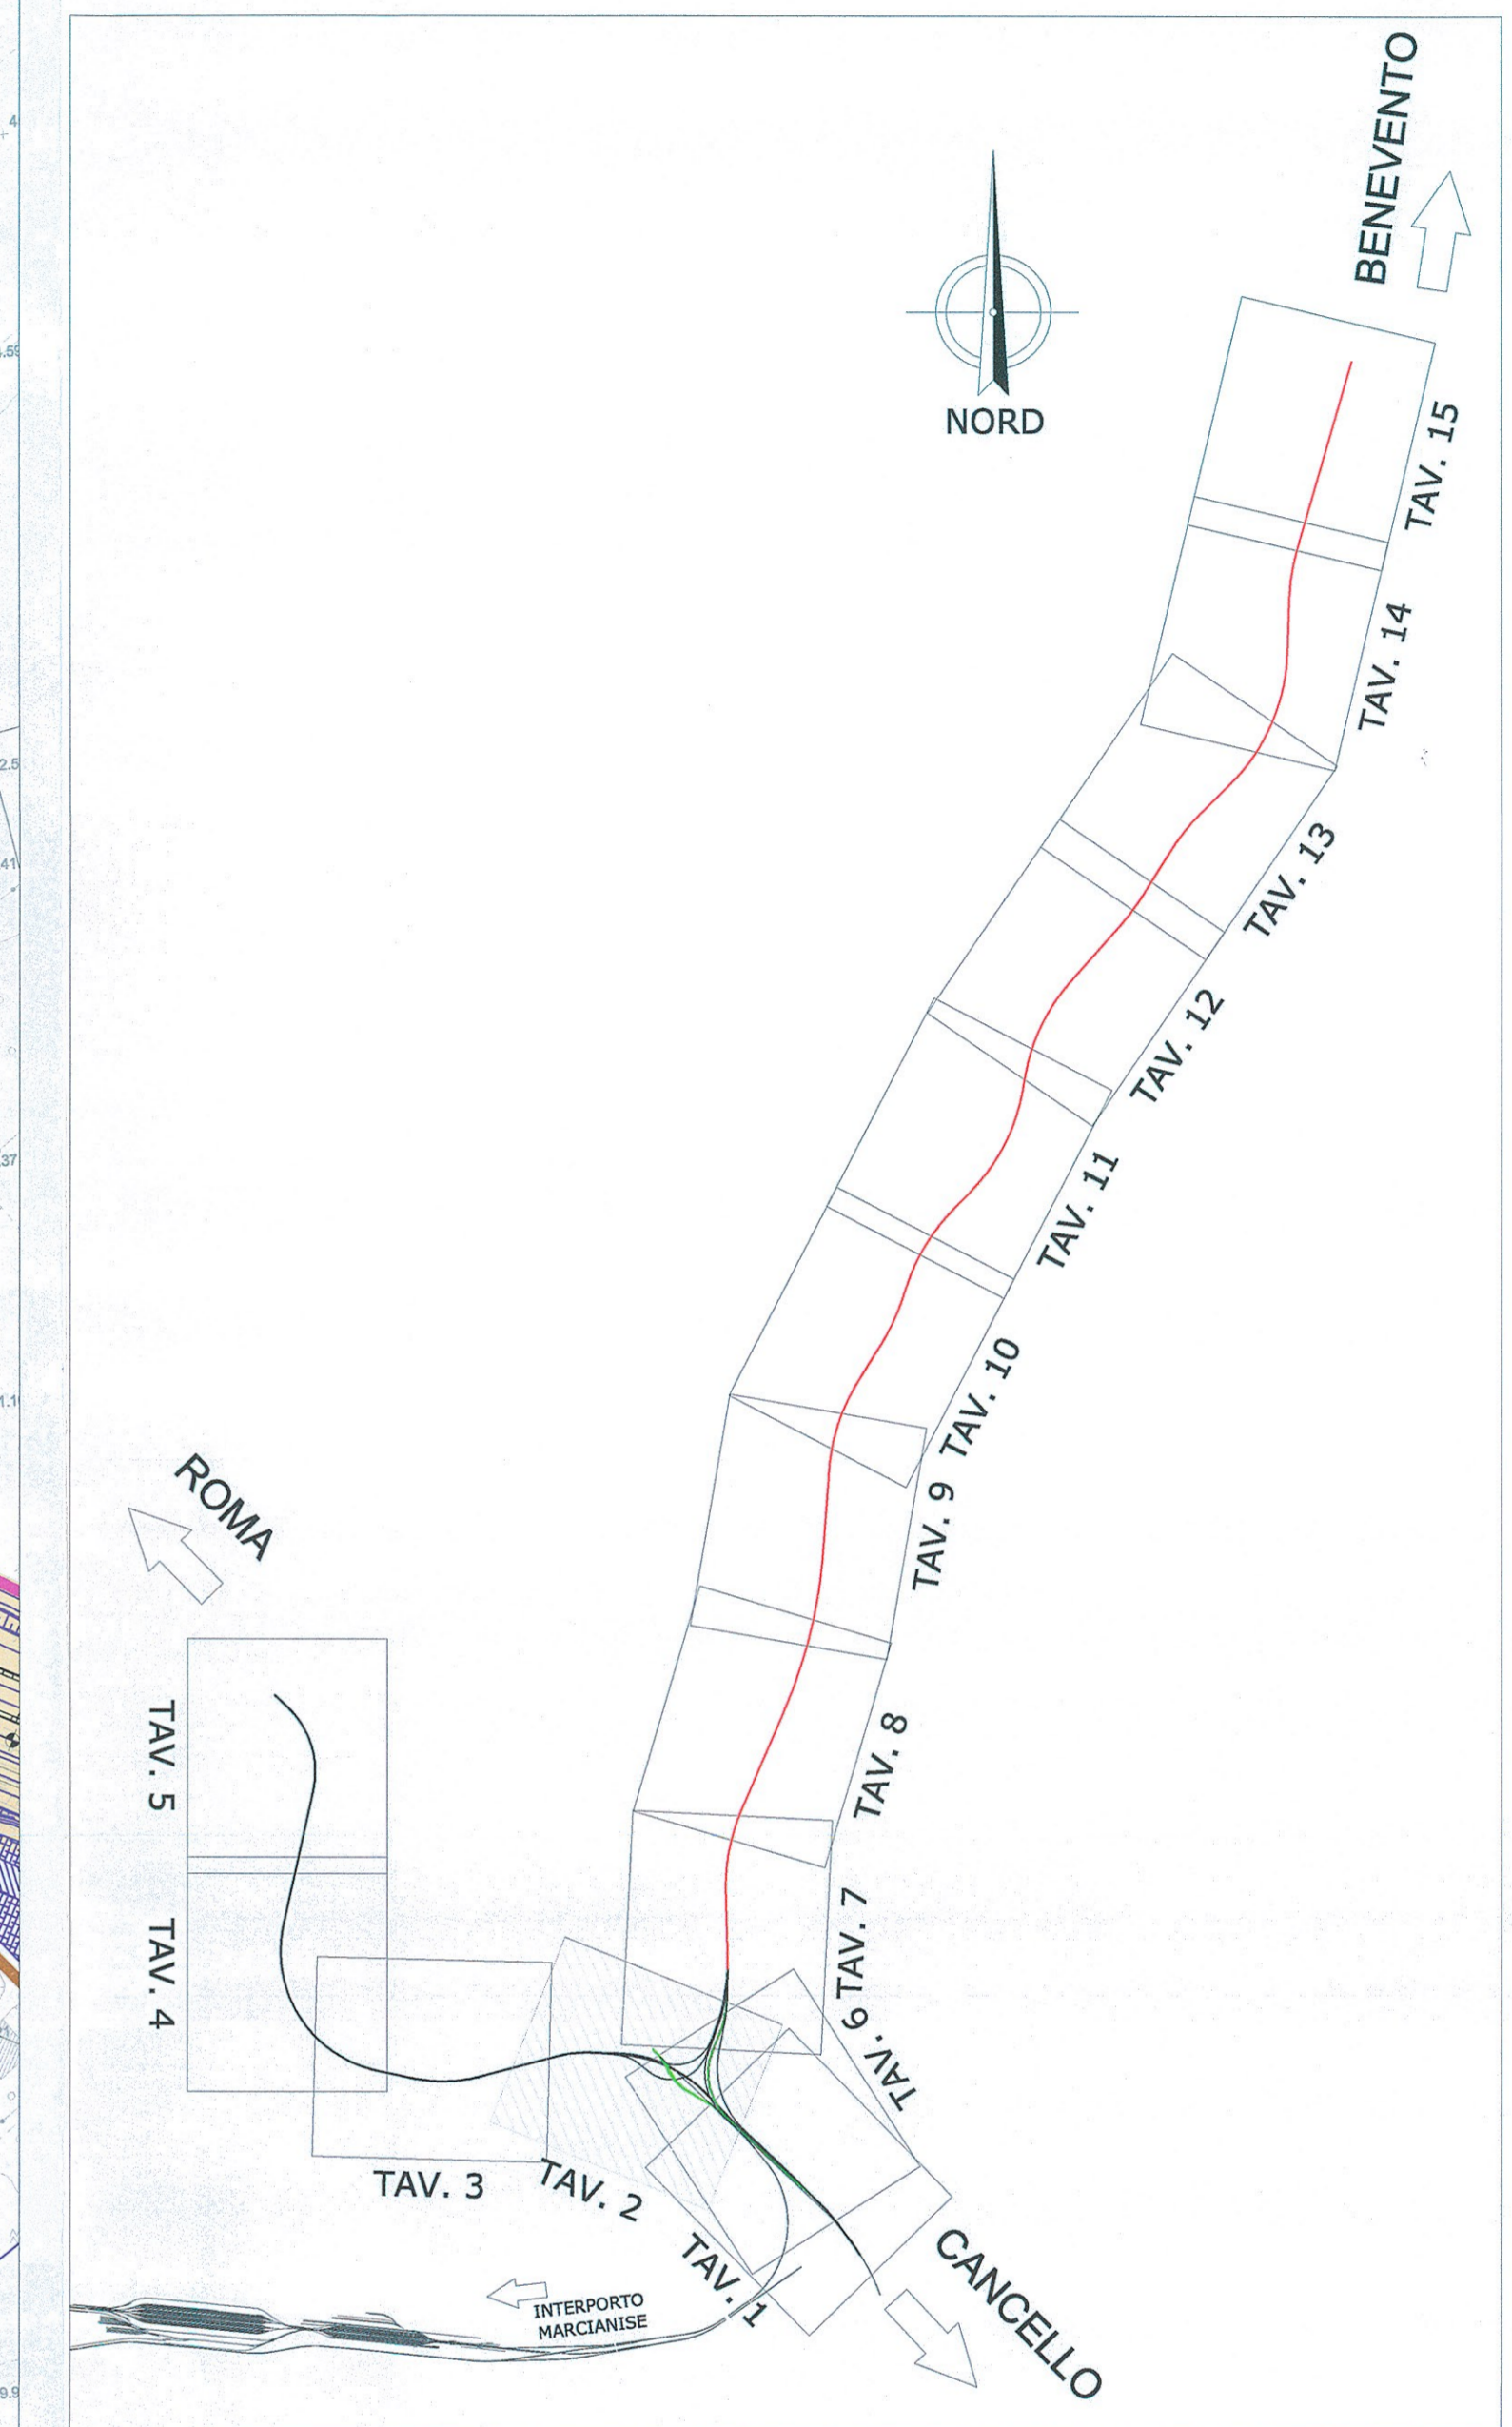 BENEVENTO
NORD
TAV. 15
TAV. 14
TAV. 13
TAV. 12
TAV. 11
TAV. 10
TAV. 9
ROMA
TAV. 8
TAV. 5
TAV. 7
TAV. 6
TAV. 4
TAV. 3
TAV. 2
TAV. 1
CANCELLO
INTERPORTO
MARCIANISE